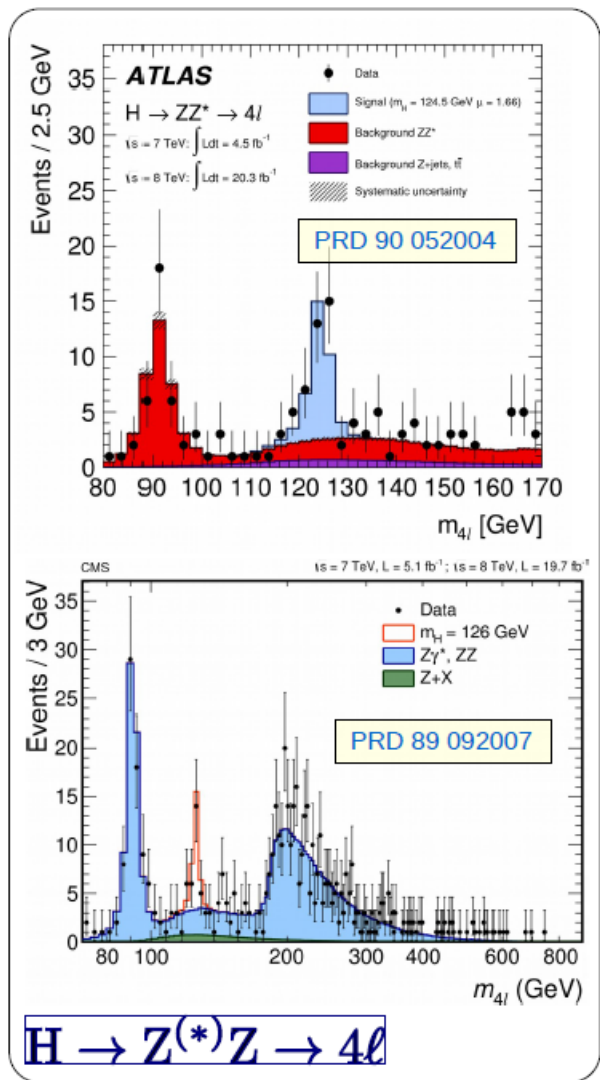 ATLAS
H → ZZ* → 4l
√s = 7 TeV: ∫Ldt = 4.5 fb⁻¹
√s = 8 TeV: ∫Ldt = 20.3 fb⁻¹
Data
Signal (m_H = 124.5 GeV μ = 1.66)
Background ZZ*
Background Z+jets, tt̄
Systematic uncertainty
PRD 90 052004
Events / 2.5 GeV
35
30
25
20
15
10
5
0
80 90 100 110 120 130 140 150 160 170
m₄l [GeV]
CMS √s = 7 TeV, L = 5.1 fb⁻¹ ; √s = 8 TeV, L = 19.7 fb⁻¹
Data
m_H = 126 GeV
Zγ*, ZZ
Z+X
PRD 89 092007
Events / 3 GeV
35
30
25
20
15
10
5
0
80 100 200 300 400 600 800
m₄l (GeV)
H → Z(*)Z → 4ℓ